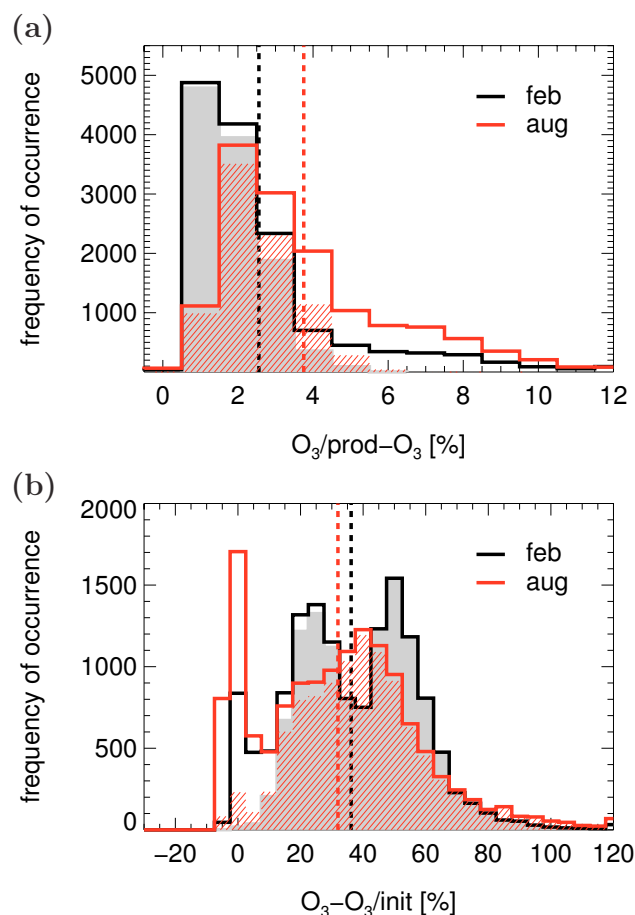 (a)
5000
4000
3000
2000
1000
frequency of occurrence
feb
aug
0 2 4 6 8 10 12
O₃/prod−O₃ [%]
(b)
2000
1500
1000
500
0
frequency of occurrence
feb
aug
−20 0 20 40 60 80 100 120
O₃−O₃/init [%]